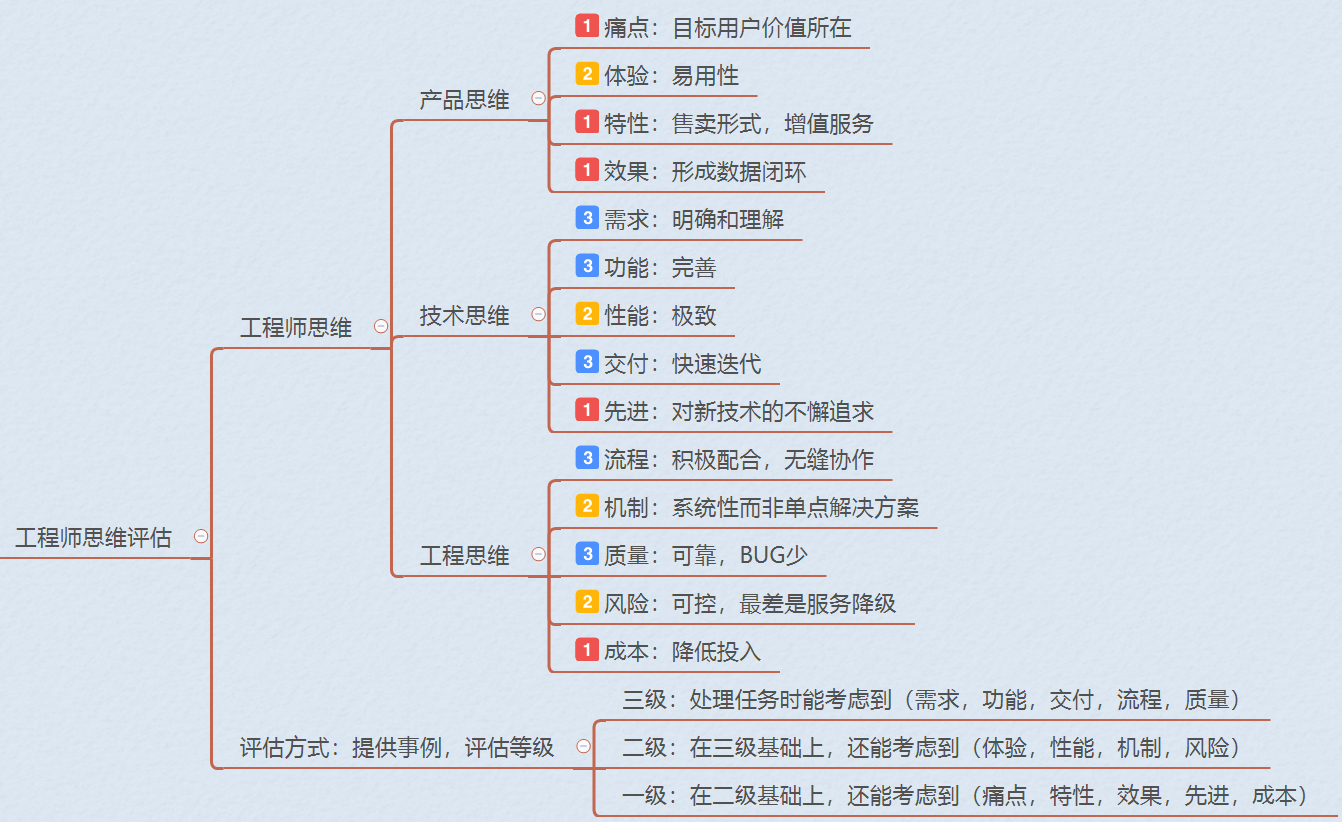 1 痛点：目标用户价值所在
2 体验：易用性
产品思维
1 特性：售卖形式，增值服务
1 效果：形成数据闭环
3 需求：明确和理解
3 功能：完善
技术思维
2 性能：极致
工程师思维
3 交付：快速迭代
1 先进：对新技术的不懈追求
3 流程：积极配合，无缝协作
2 机制：系统性而非单点解决方案
工程师思维评估
工程思维
3 质量：可靠，BUG少
2 风险：可控，最差是服务降级
1 成本：降低投入
三级：处理任务时能考虑到（需求，功能，交付，流程，质量）
评估方式：提供事例，评估等级
二级：在三级基础上，还能考虑到（体验，性能，机制，风险）
一级：在二级基础上，还能考虑到（痛点，特性，效果，先进，成本）